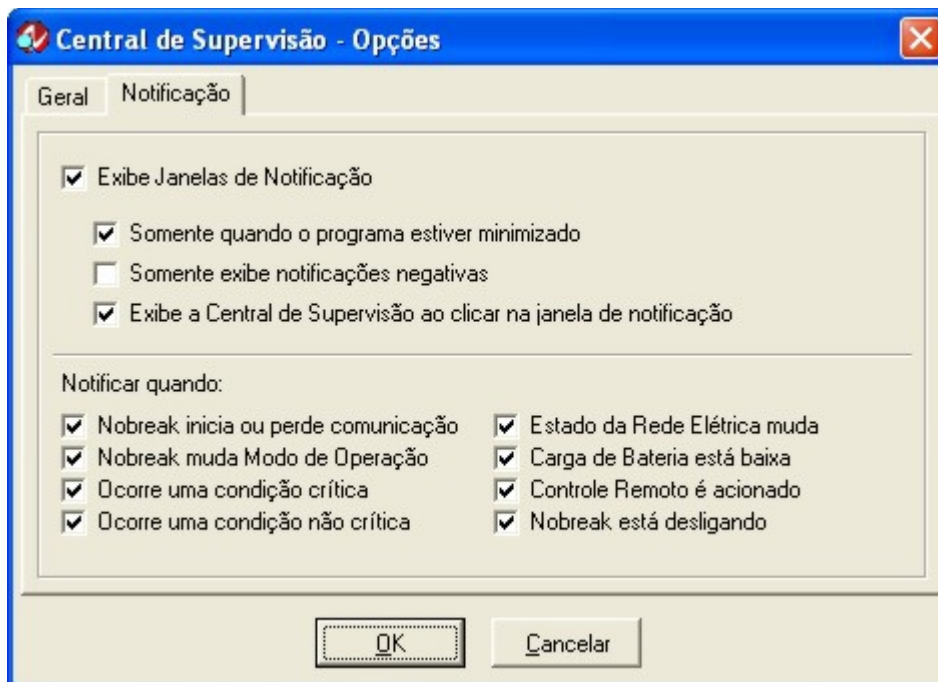 Central de Supervisão - Opções
Geral
Notificação
Exibe Janelas de Notificação
Somente quando o programa estiver minimizado
Somente exibe notificações negativas
Exibe a Central de Supervisão ao clicar na janela de notificação
Notificar quando:
Nobreak inicia ou perde comunicação
Nobreak muda Modo de Operação
Ocorre uma condição crítica
Ocorre uma condição não crítica
Estado da Rede Elétrica muda
Carga de Bateria está baixa
Controle Remoto é acionado
Nobreak está desligando
OK
Cancelar